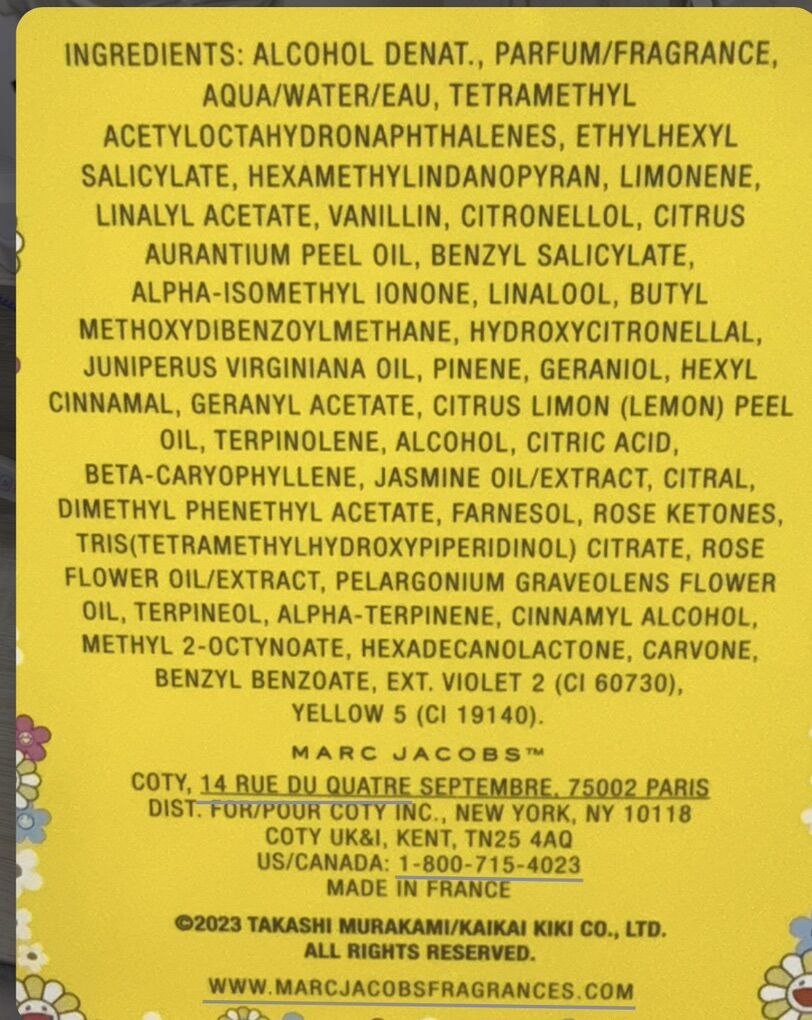 INGREDIENTS: ALCOHOL DENAT., PARFUM/FRAGRANCE,
AQUA/WATER/EAU, TETRAMETHYL
ACETYLOCTAHYDRONAPHTHALENES, ETHYLHEXYL
SALICYLATE, HEXAMETHYLINDANOPYRAN, LIMONENE,
LINALYL ACETATE, VANILLIN, CITRONELLOL, CITRUS
AURANTIUM PEEL OIL, BENZYL SALICYLATE,
ALPHA-ISOMETHYL IONONE, LINALOOL, BUTYL
METHOXYDIBENZOYLMETHANE, HYDROXYCITRONELLAL,
JUNIPERUS VIRGINIANA OIL, PINENE, GERANIOL, HEXYL
CINNAMAL, GERANYL ACETATE, CITRUS LIMON (LEMON) PEEL
OIL, TERPINOLENE, ALCOHOL, CITRIC ACID,
BETA-CARYOPHYLLENE, JASMINE OIL/EXTRACT, CITRAL,
DIMETHYL PHENETHYL ACETATE, FARNESOL, ROSE KETONES,
TRIS(TETRAMETHYLHYDROXYPIPERIDINOL) CITRATE, ROSE
FLOWER OIL/EXTRACT, PELARGONIUM GRAVEOLENS FLOWER
OIL, TERPINEOL, ALPHA-TERPINENE, CINNAMYL ALCOHOL,
METHYL 2-OCTYNOATE, HEXADECANOLACTONE, CARVONE,
BENZYL BENZOATE, EXT. VIOLET 2 (CI 60730),
YELLOW 5 (CI 19140).
MARC JACOBS™
COTY, 14 RUE DU QUATRE SEPTEMBRE, 75002 PARIS
DIST. FOR/POUR COTY INC., NEW YORK, NY 10118
COTY UK&I, KENT, TN25 4AQ
US/CANADA: 1-800-715-4023
MADE IN FRANCE
©2023 TAKASHI MURAKAMI/KAIKAI KIKI CO., LTD.
ALL RIGHTS RESERVED.
WWW.MARCJACOBSFRAGRANCES.COM